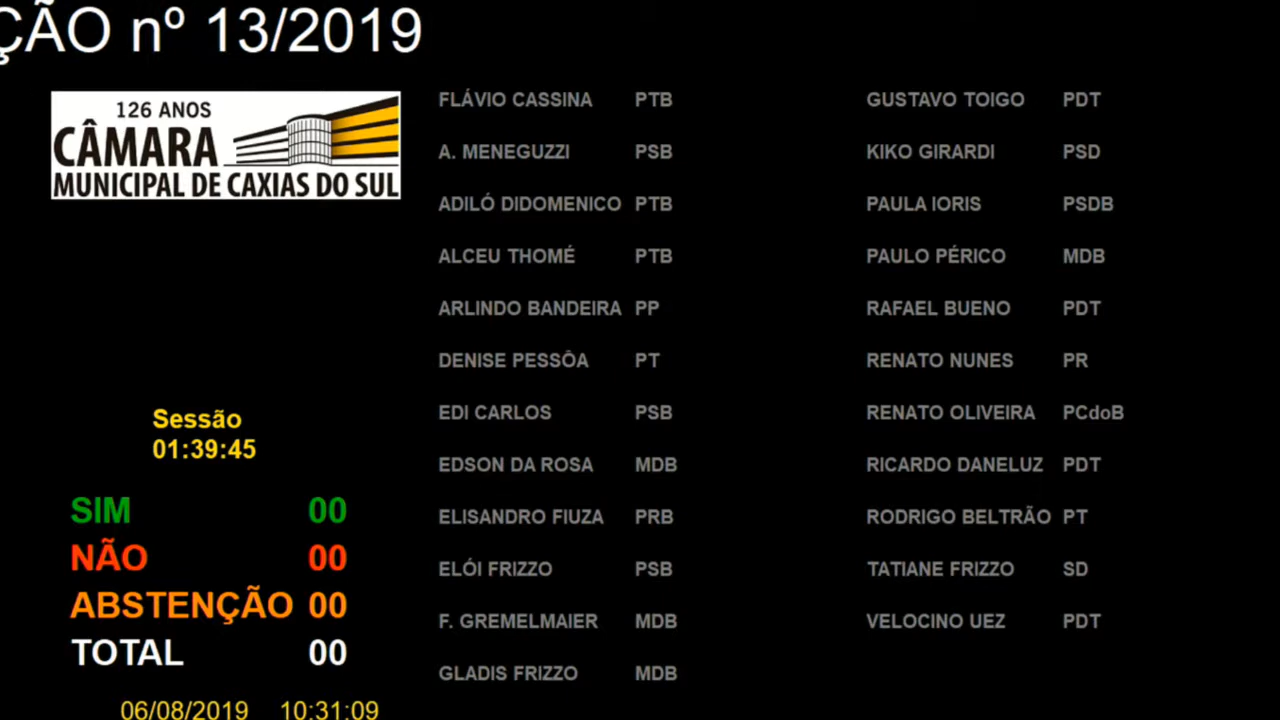 ÇÃO nº 13/2019
126 ANOS
CÂMARA
MUNICIPAL DE CAXIAS DO SUL
Sessão
01:39:45
SIM 00
NÃO 00
ABSTENÇÃO 00
TOTAL 00
06/08/2019 10:31:09
FLÁVIO CASSINA PTB
A. MENEGUZZI PSB
ADILÓ DIDOMENICO PTB
ALCEU THOMÉ PTB
ARLINDO BANDEIRA PP
DENISE PESSÔA PT
EDI CARLOS PSB
EDSON DA ROSA MDB
ELISANDRO FIUZA PRB
ELÓI FRIZZO PSB
F. GREMELMAIER MDB
GLADIS FRIZZO MDB
GUSTAVO TOIGO PDT
KIKO GIRARDI PSD
PAULA IORIS PSDB
PAULO PÉRICO MDB
RAFAEL BUENO PDT
RENATO NUNES PR
RENATO OLIVEIRA PCdoB
RICARDO DANELUZ PDT
RODRIGO BELTRÃO PT
TATIANE FRIZZO SD
VELOCINO UEZ PDT